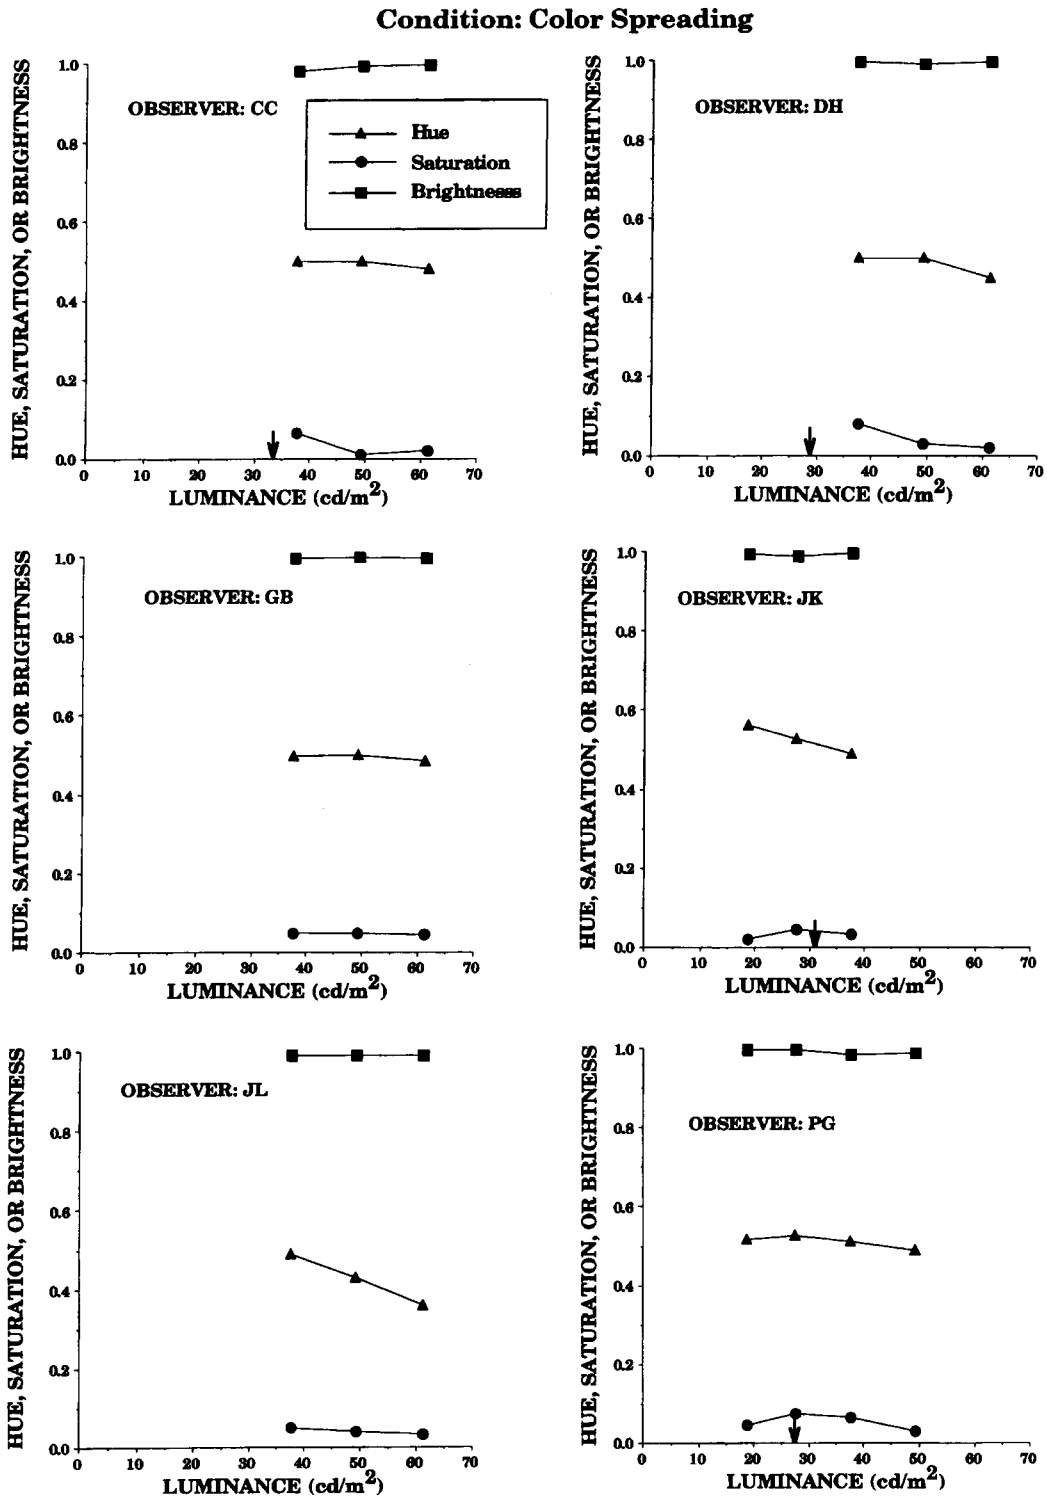 Condition: Color Spreading
HUE, SATURATION, OR BRIGHTNESS
1.0
0.8
0.6
0.4
0.2
0.0
OBSERVER: CC
Hue
Saturation
Brightness
0 10 20 30 40 50 60 70
LUMINANCE (cd/m²)
HUE, SATURATION, OR BRIGHTNESS
1.0
0.8
0.6
0.4
0.2
0.0
OBSERVER: DH
0 10 20 30 40 50 60 70
LUMINANCE (cd/m²)
HUE, SATURATION, OR BRIGHTNESS
1.0
0.8
0.6
0.4
0.2
0.0
OBSERVER: GB
0 10 20 30 40 50 60 70
LUMINANCE (cd/m²)
HUE, SATURATION, OR BRIGHTNESS
1.0
0.8
0.6
0.4
0.2
0.0
OBSERVER: JK
0 10 20 30 40 50 60 70
LUMINANCE (cd/m²)
HUE, SATURATION, OR BRIGHTNESS
1.0
0.8
0.6
0.4
0.2
0.0
OBSERVER: JL
0 10 20 30 40 50 60 70
LUMINANCE (cd/m²)
HUE, SATURATION, OR BRIGHTNESS
1.0
0.8
0.6
0.4
0.2
0.0
OBSERVER: PG
0 10 20 30 40 50 60 70
LUMINANCE (cd/m²)